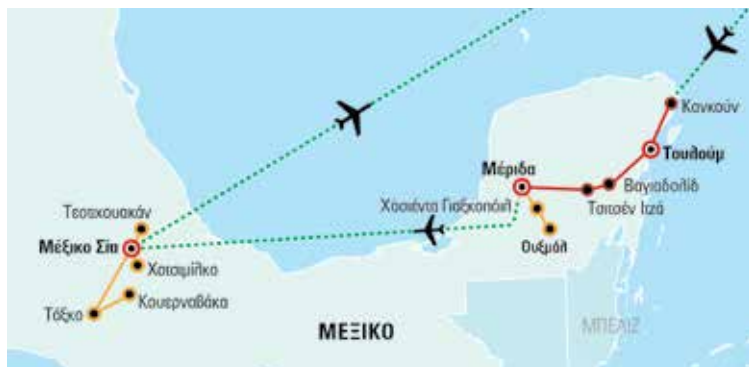 Κανκούν
Τουλούμ
Μέριδα
Βαγιαδολίδ
Τσιτσέν Ιτζά
Χασιέντα Γιαξκοπόιλ
Ουξμάλ
Τεοτιχουακάν
Μέξικο Σίτι
Χοτσιμίλκο
Κουερναβάκα
Τάξκο
ΜΕΞΙΚΟ
ΜΠΕΛΙΖ